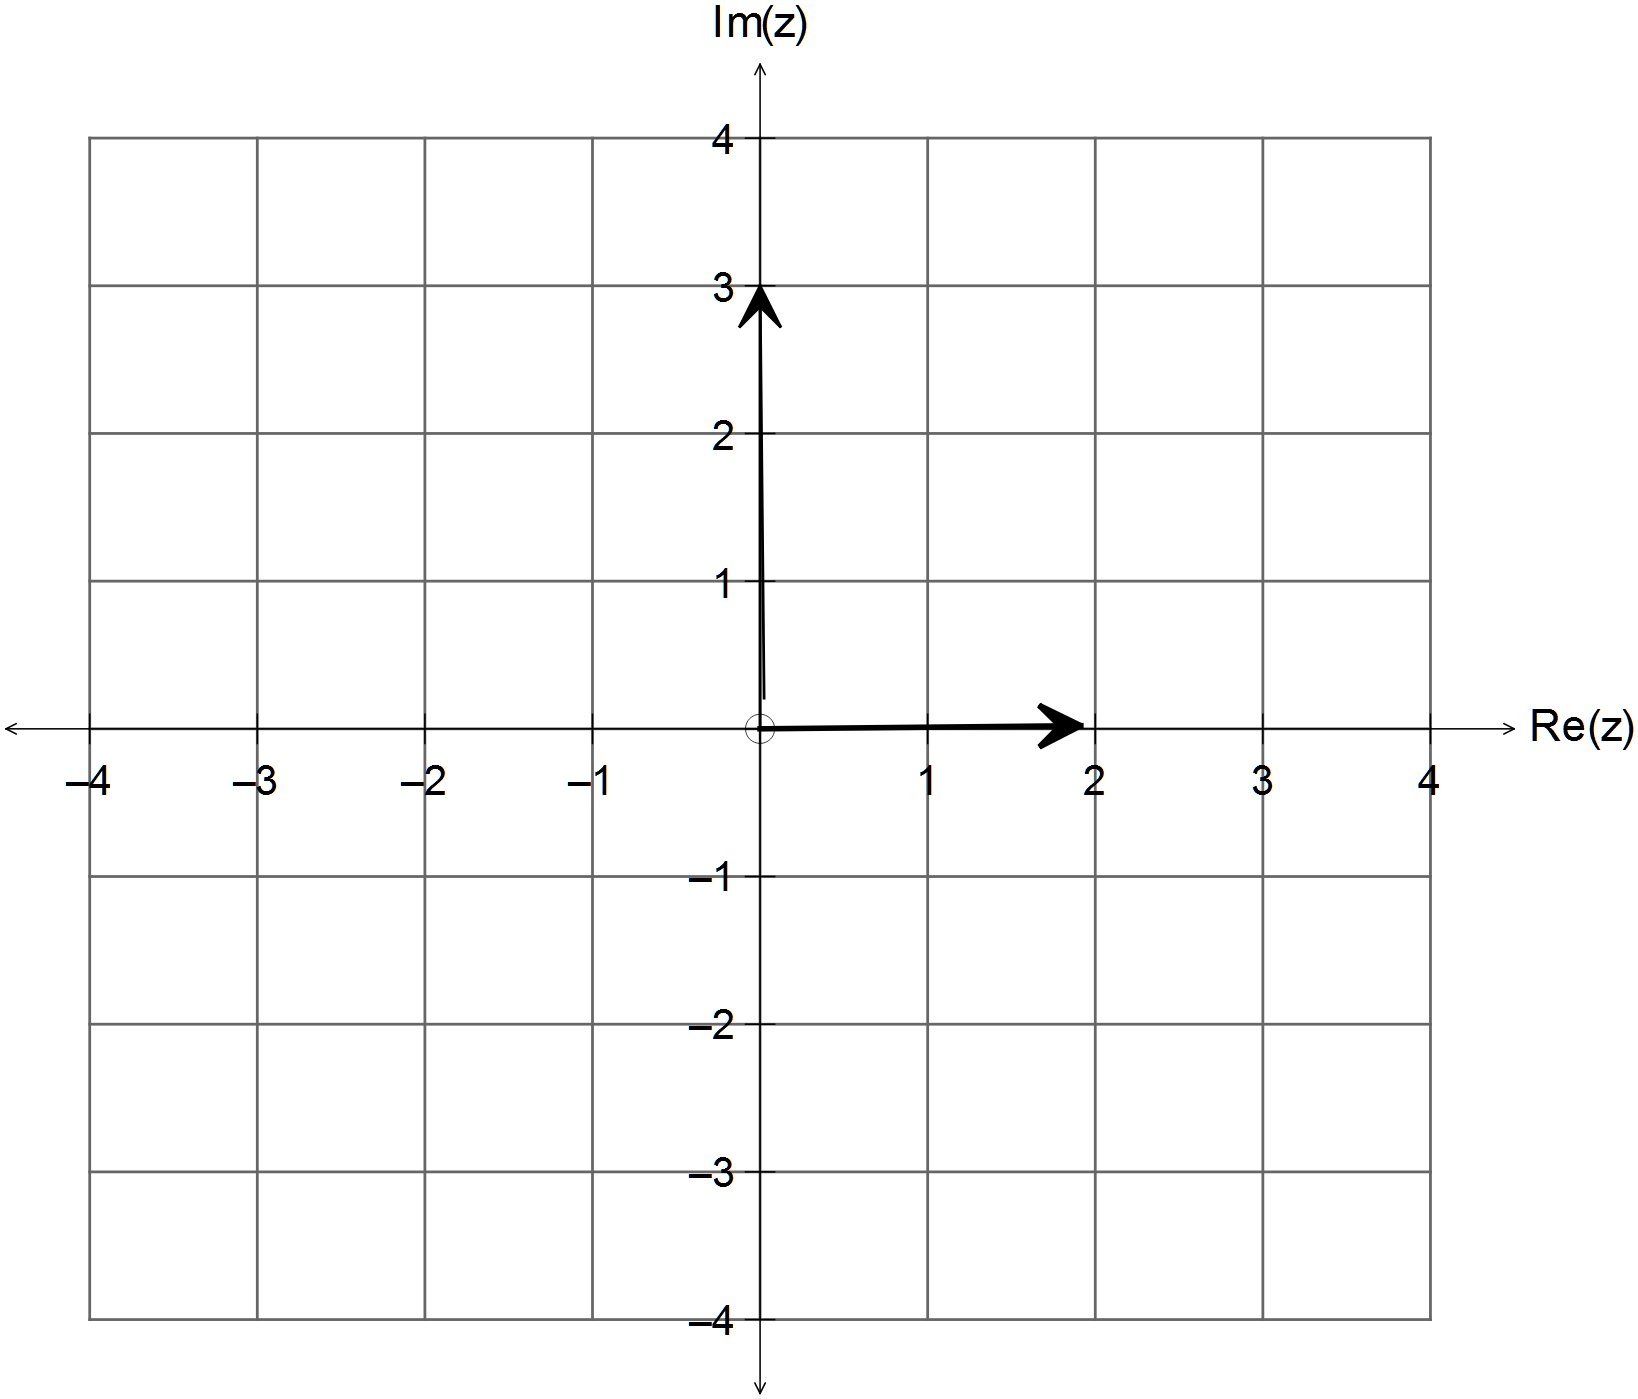 Im(z)
4
3
2
1
Re(z)
–4 –3 –2 –1 1 2 3 4
–1
–2
–3
–4